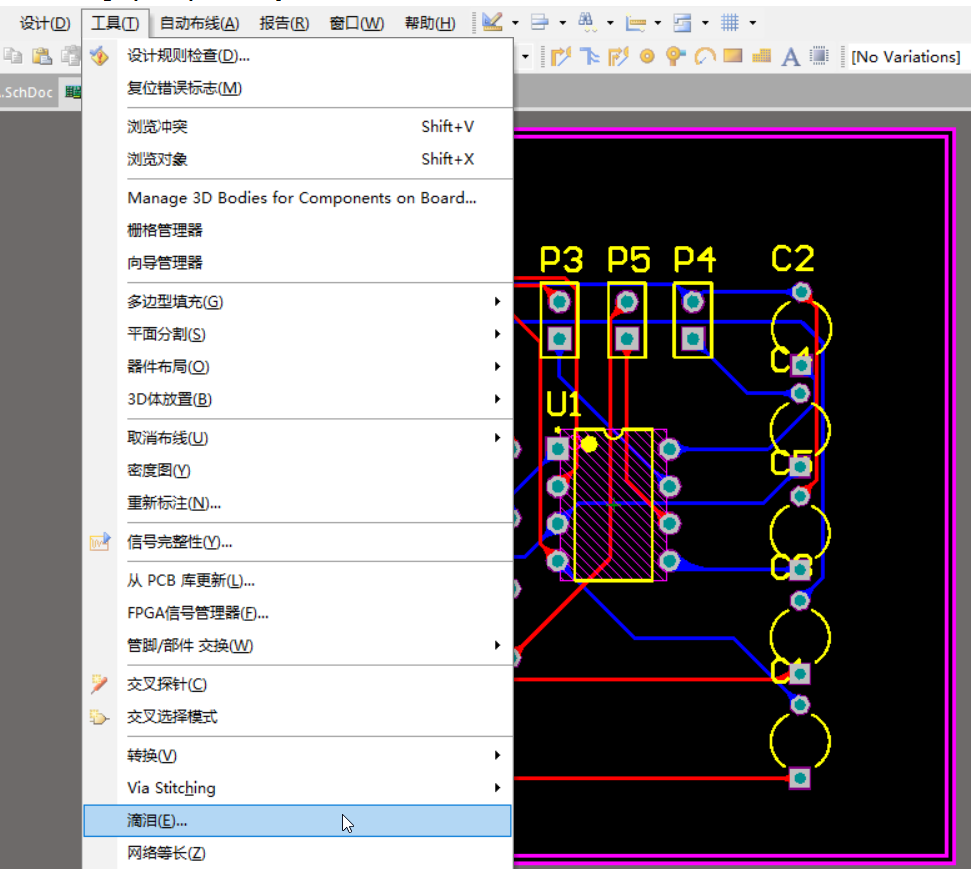 设计(D) 工具(T) 自动布线(A) 报告(R) 窗口(W) 帮助(H)
[No Variations]
.SchDoc
设计规则检查(D)...
复位错误标志(M)
浏览冲突 Shift+V
浏览对象 Shift+X
Manage 3D Bodies for Components on Board...
栅格管理器
向导管理器
多边型填充(G)
平面分割(S)
器件布局(O)
3D体放置(B)
取消布线(U)
密度图(Y)
重新标注(N)...
信号完整性(Y)...
从 PCB 库更新(L)...
FPGA信号管理器(F)...
管脚/部件 交换(W)
交叉探针(C)
交叉选择模式
转换(V)
Via Stitching
滴泪(E)...
网络等长(Z)
P3 P5 P4 C2
U1